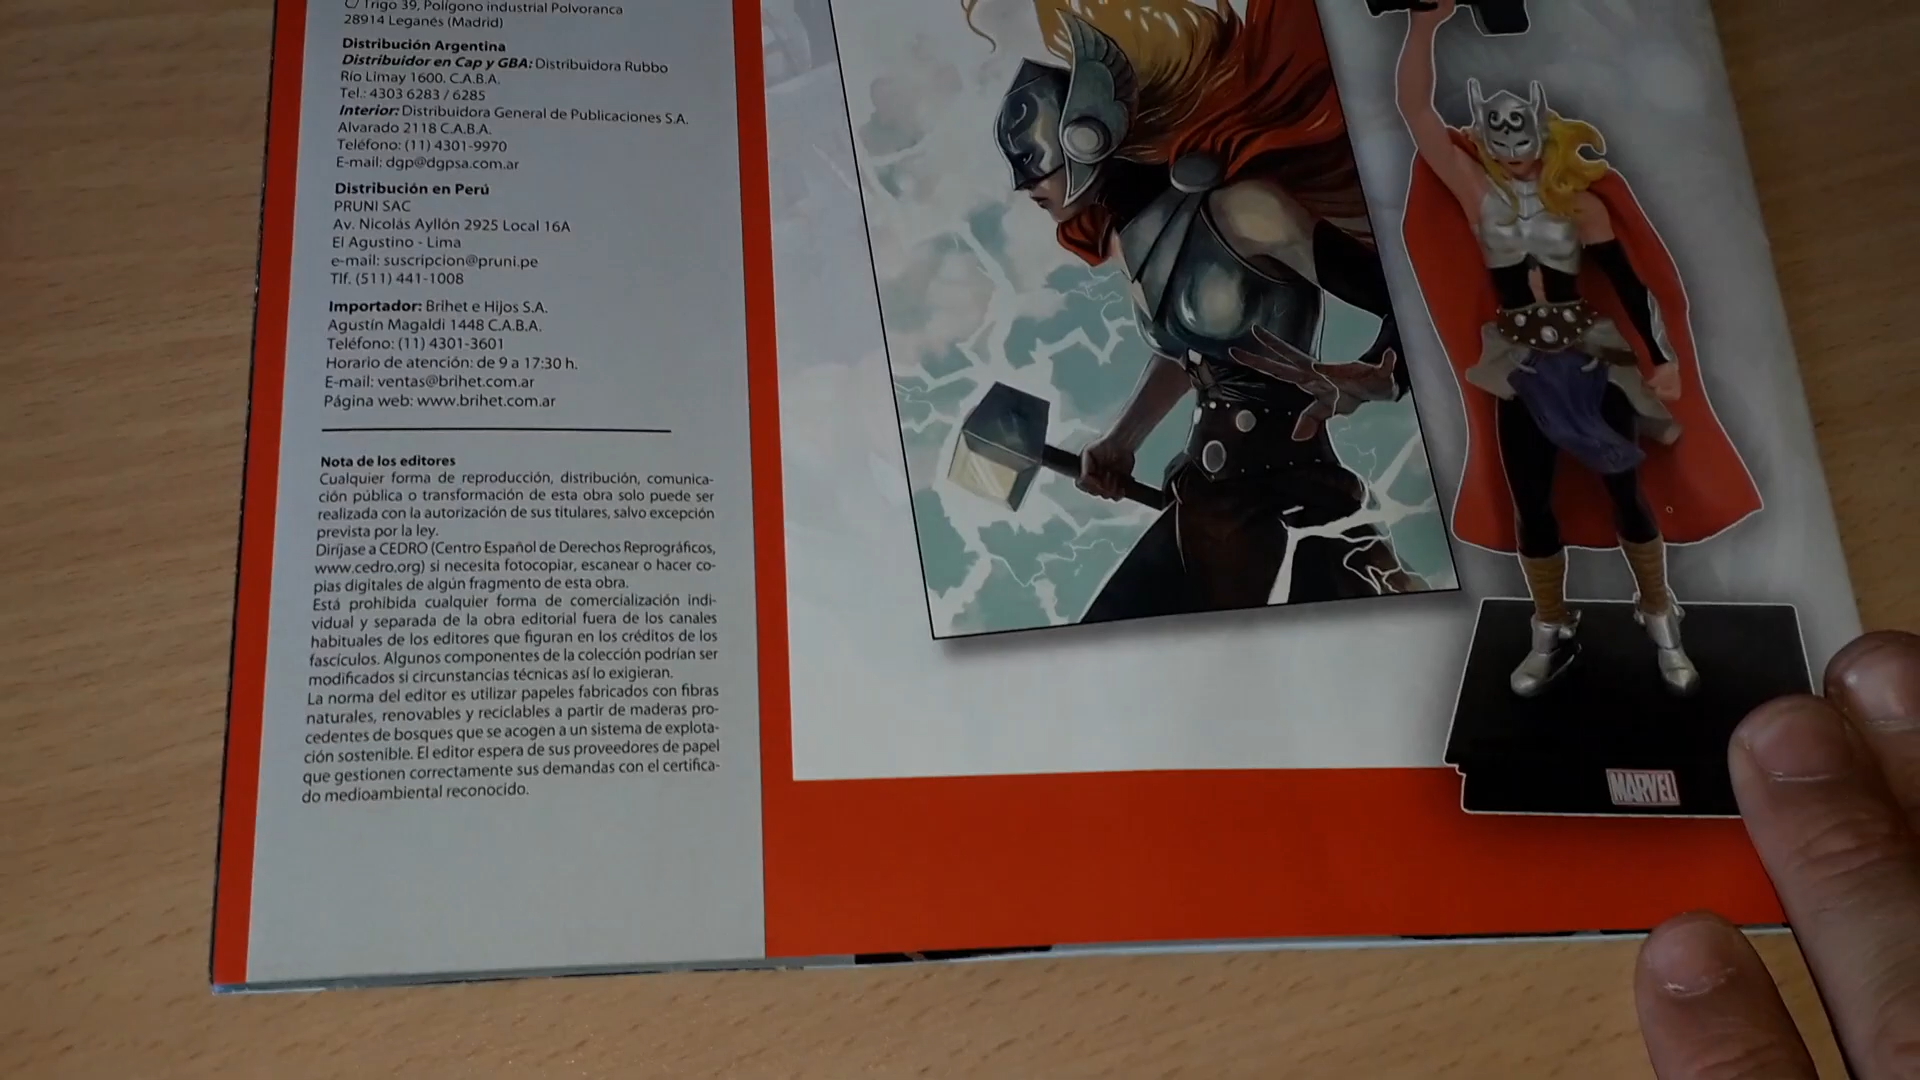 C/ Trigo 39, Polígono industrial Polvoranca
28914 Leganés (Madrid)
Distribución Argentina
Distribuidor en Cap y GBA: Distribuidora Rubbo
Río Limay 1600. C.A.B.A.
Tel.: 4303 6283 / 6285
Interior: Distribuidora General de Publicaciones S.A.
Alvarado 2118 C.A.B.A.
Teléfono: (11) 4301-9970
E-mail: dgp@dgpsa.com.ar
Distribución en Perú
PRUNI SAC
Av. Nicolás Ayllón 2925 Local 16A
El Agustino - Lima
e-mail: suscripcion@pruni.pe
Tlf. (511) 441-1008
Importador: Brihet e Hijos S.A.
Agustín Magaldi 1448 C.A.B.A.
Teléfono: (11) 4301-3601
Horario de atención: de 9 a 17:30 h.
E-mail: ventas@brihet.com.ar
Página web: www.brihet.com.ar
Nota de los editores
Cualquier forma de reproducción, distribución, comunica-
ción pública o transformación de esta obra solo puede ser
realizada con la autorización de sus titulares, salvo excepción
prevista por la ley.
Diríjase a CEDRO (Centro Español de Derechos Reprográficos,
www.cedro.org) si necesita fotocopiar, escanear o hacer co-
pias digitales de algún fragmento de esta obra.
Está prohibida cualquier forma de comercialización indi-
vidual y separada de la obra editorial fuera de los canales
habituales de los editores que figuran en los créditos de los
fascículos. Algunos componentes de la colección podrían ser
modificados si circunstancias técnicas así lo exigieran.
La norma del editor es utilizar papeles fabricados con fibras
naturales, renovables y reciclables a partir de maderas pro-
cedentes de bosques que se acogen a un sistema de explota-
ción sostenible. El editor espera de sus proveedores de papel
que gestionen correctamente sus demandas con el certifica-
do medioambiental reconocido.
MARVEL